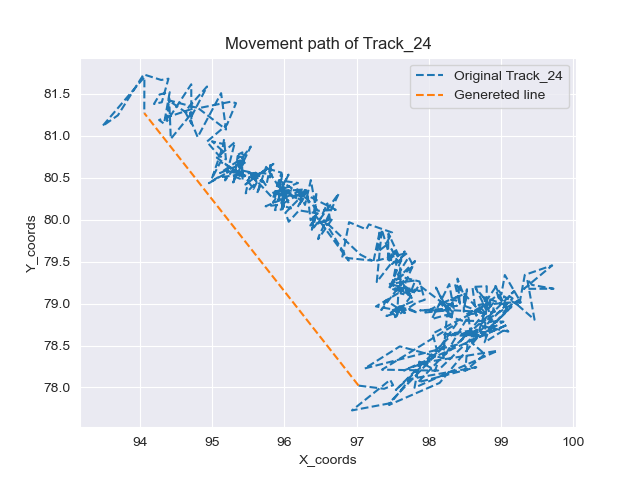 Movement path of Track_24
Original Track_24
Genereted line
81.5
81.0
80.5
80.0
79.5
79.0
78.5
78.0
Y_coords
94 95 96 97 98 99 100
X_coords